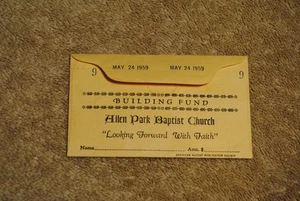 9 MAY 24 1959 MAY 24 1959 9
BUILDING FUND
Allen Park Baptist Church
"Looking Forward With Faith"
Name Amt. $